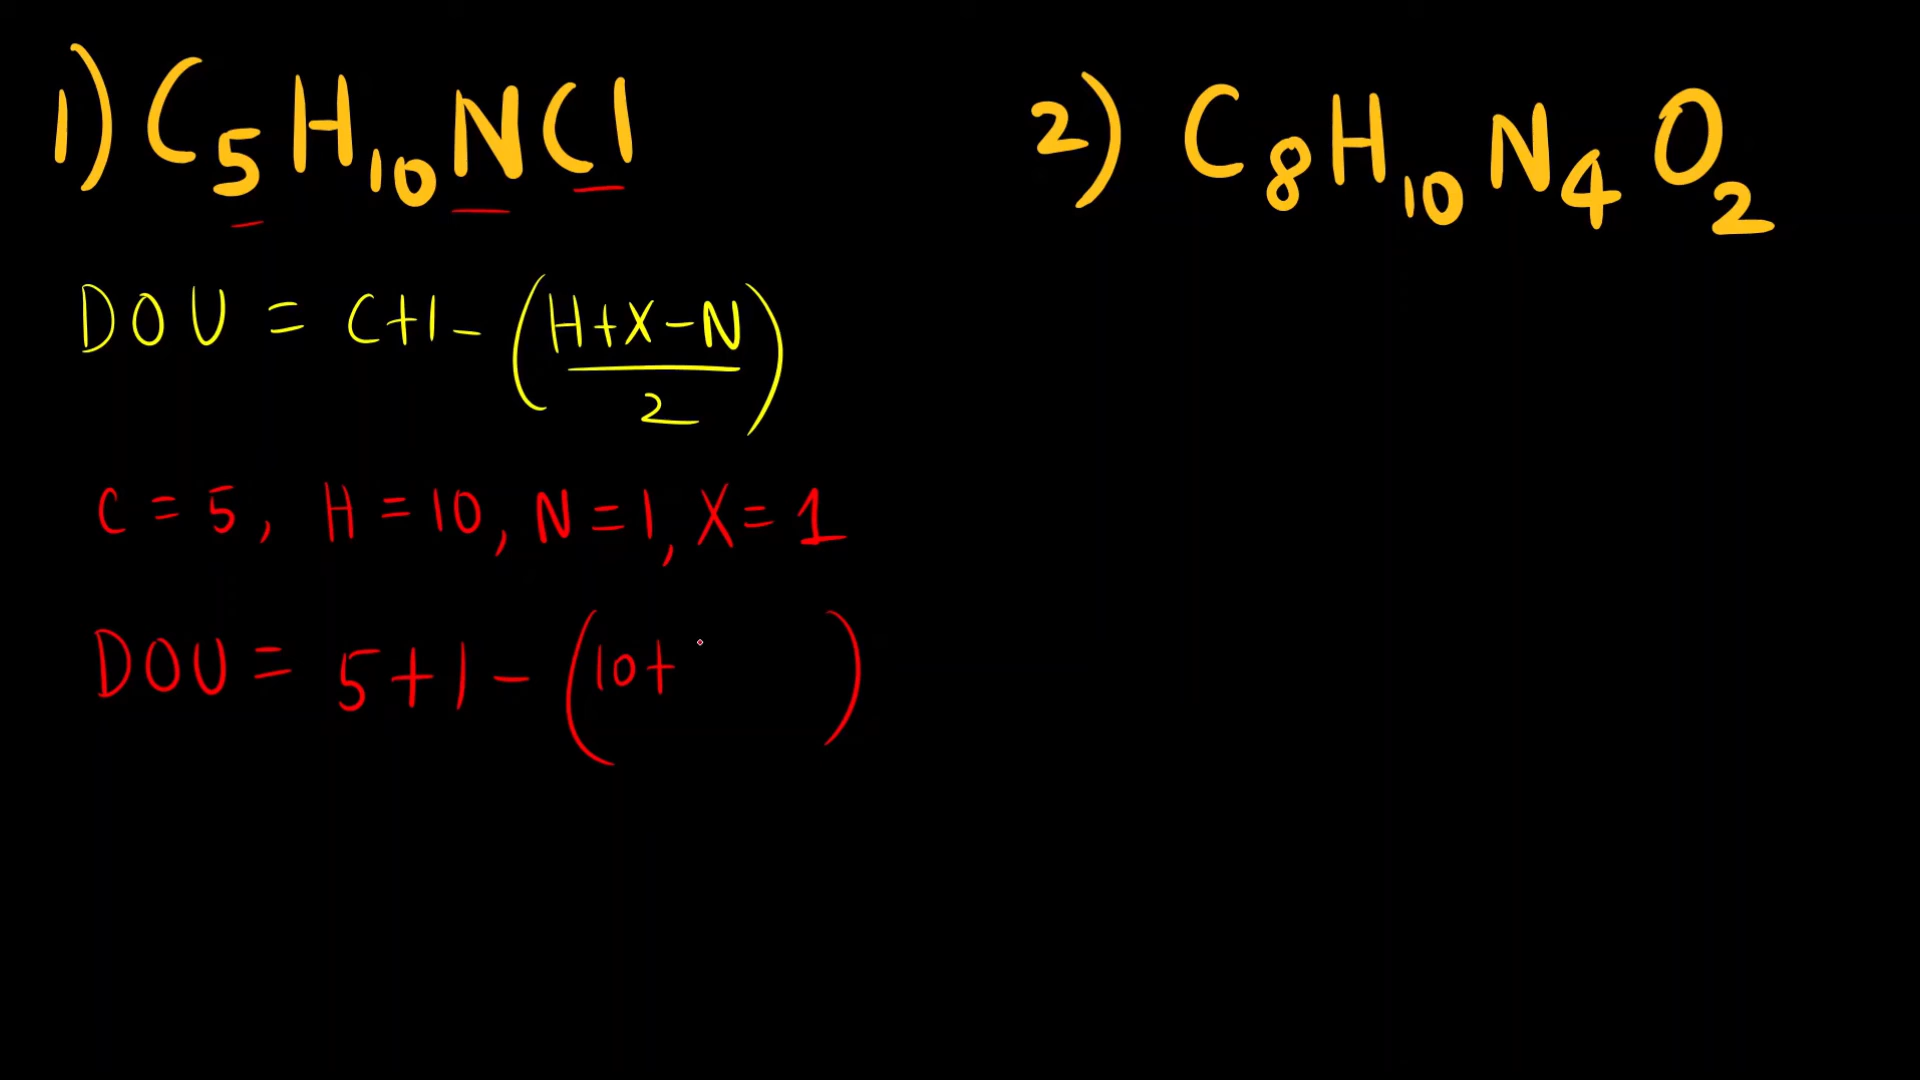 1) C5H10NCl
2) C8H10N4O2
DOU = C+1-(H+X-N/2)
C = 5, H = 10, N = 1, X = 1
DOU = 5+1-(10+ )